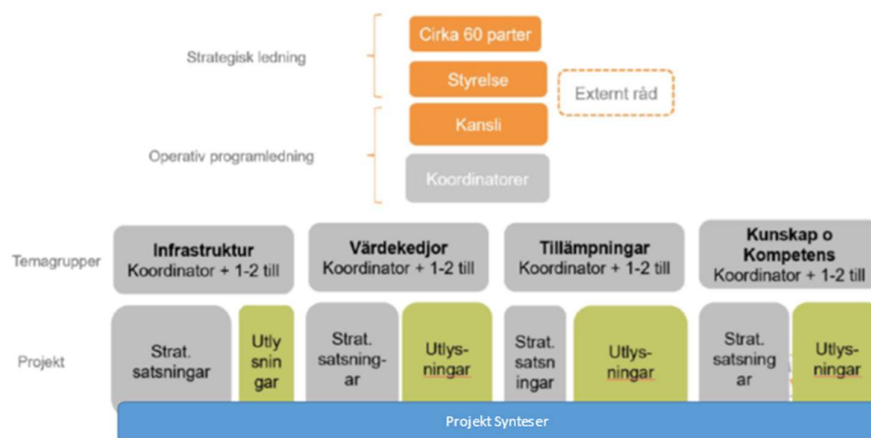 Cirka 60 parter
Strategisk ledning
Styrelse
Externt råd
Kansli
Operativ programledning
Koordinatorer
Temagrupper
Infrastruktur
Koordinator + 1-2 till
Värdekedjor
Koordinator + 1-2 till
Tillämpningar
Koordinator + 1-2 till
Kunskap o
Kompetens
Koordinator + 1-2 till
Projekt
Strat.
satsningar
Utly
snin
gar
Strat.
satsning-
ar
Utlys-
ningar
Strat.
satsn
ingar
Utlys-
ningar
Strat.
satsning
ar
Utlys-
ningar
Projekt Synteser